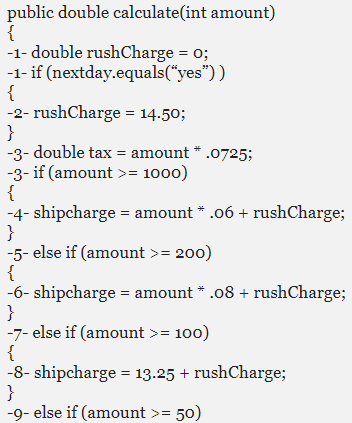 public double calculate(int amount)
{
-1- double rushCharge = 0;
-1- if (nextday.equals(“yes”) )
{
-2- rushCharge = 14.50;
}
-3- double tax = amount * .0725;
-3- if (amount >= 1000)
{
-4- shipcharge = amount * .06 + rushCharge;
}
-5- else if (amount >= 200)
{
-6- shipcharge = amount * .08 + rushCharge;
}
-7- else if (amount >= 100)
{
-8- shipcharge = 13.25 + rushCharge;
}
-9- else if (amount >= 50)